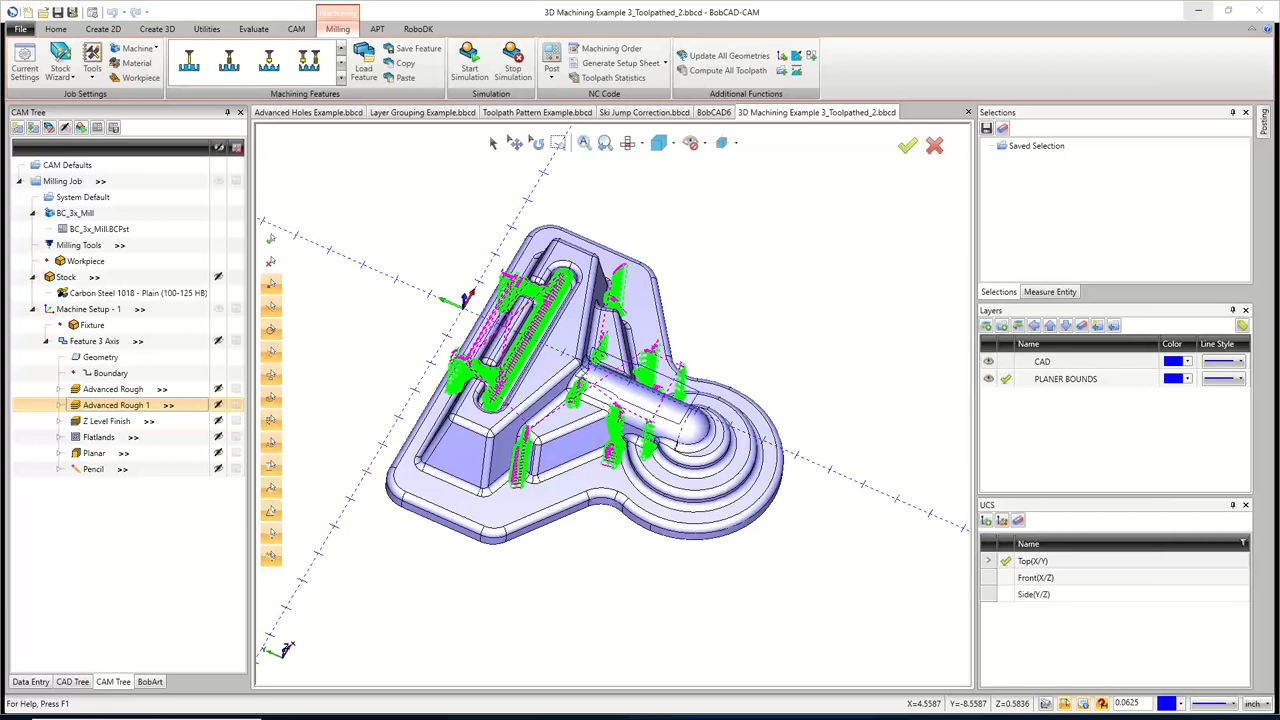 3D Machining Example 3_Toolpathed_2.bbcd - BobCAD-CAM
Machining
File Home Create 2D Create 3D Utilities Evaluate CAM Milling APT RoboDK
Current Settings
Stock Wizard
Tools
Machine
Material
Workpiece
Job Settings
Load Feature
Save Feature
Copy
Paste
Machining Features
Start Simulation
Stop Simulation
Simulation
Post
Machining Order
Generate Setup Sheet
Toolpath Statistics
NC Code
Update All Geometries
Compute All Toolpath
Additional Functions
CAM Tree
Advanced Holes Example.bbcd Layer Grouping Example.bbcd Toolpath Pattern Example.bbcd Ski Jump Correction.bbcd BobCAD6 3D Machining Example 3_Toolpathed_2.bbcd
CAM Defaults
Milling Job >>
System Default
BC_3x_Mill
BC_3x_Mill.BCPst
Milling Tools >>
Workpiece
Stock >>
Carbon Steel 1018 - Plain (100-125 HB)
Machine Setup - 1 >>
Fixture
Feature 3 Axis >>
Geometry
Boundary
Advanced Rough >>
Advanced Rough 1 >>
Z Level Finish >>
Flatlands >>
Planar >>
Pencil >>
Data Entry CAD Tree CAM Tree BobArt
Selections
Saved Selection
Selections Measure Entity
Layers
Name Color Line Style
CAD
PLANER BOUNDS
UCS
Name
Top(X/Y)
Front(X/Z)
Side(Y/Z)
Posting
For Help, Press F1
X=4.5587 Y=-8.5587 Z=0.5836 0.0625 inch